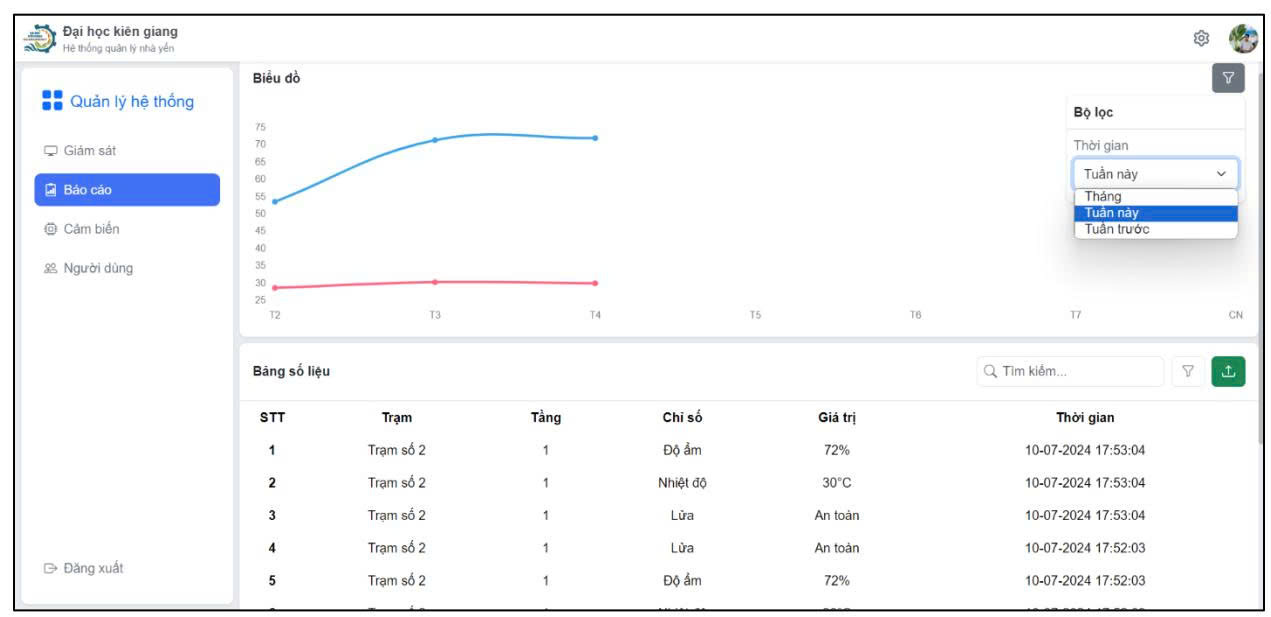 Đại học kiên giang
Hệ thống quản lý nhà yến
Quản lý hệ thống
Giám sát
Báo cáo
Cảm biến
Người dùng
Đăng xuất
Biểu đồ
75
70
65
60
55
50
45
40
35
30
25
T2 T3 T4 T5 T6 T7 CN
Bộ lọc
Thời gian
Tuần này
Tháng
Tuần này
Tuần trước
Bảng số liệu
Tìm kiếm...
STT Trạm Tầng Chỉ số Giá trị Thời gian
1 Trạm số 2 1 Độ ẩm 72% 10-07-2024 17:53:04
2 Trạm số 2 1 Nhiệt độ 30°C 10-07-2024 17:53:04
3 Trạm số 2 1 Lửa An toàn 10-07-2024 17:53:04
4 Trạm số 2 1 Lửa An toàn 10-07-2024 17:52:03
5 Trạm số 2 1 Độ ẩm 72% 10-07-2024 17:52:03